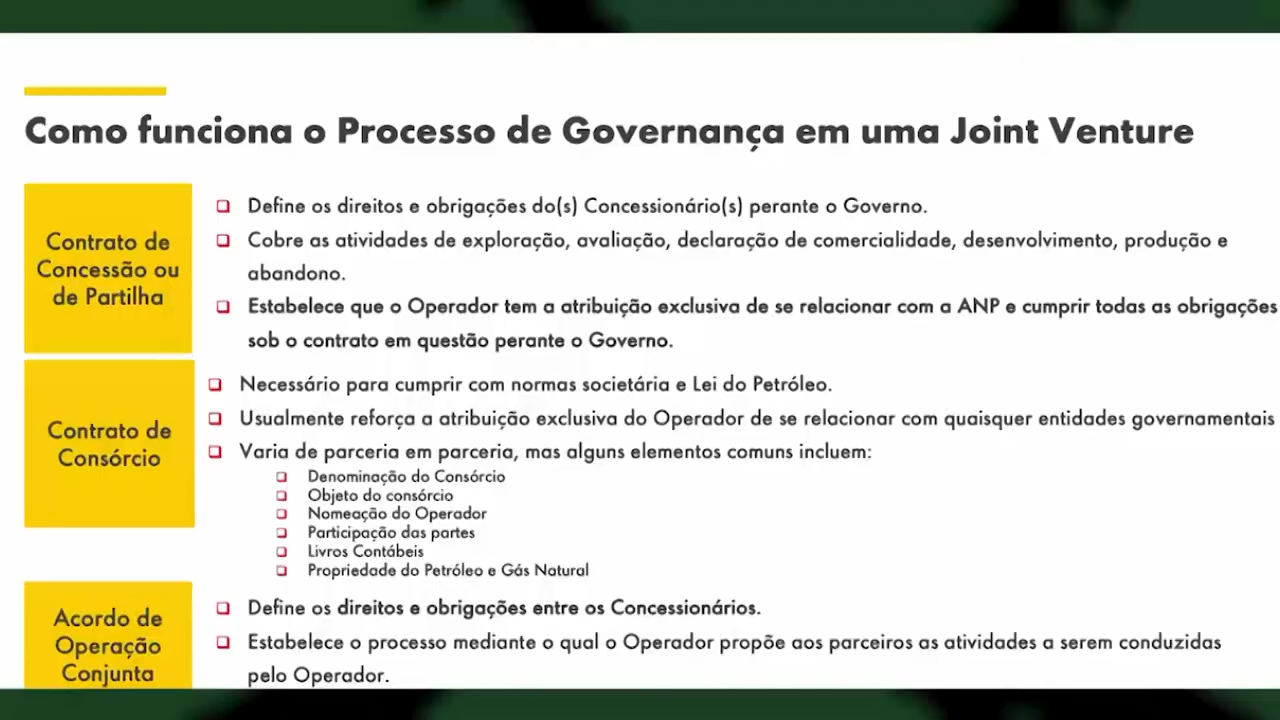 Como funciona o Processo de Governança em uma Joint Venture
Contrato de
Concessão ou
de Partilha
❑ Define os direitos e obrigações do(s) Concessionário(s) perante o Governo.
❑ Cobre as atividades de exploração, avaliação, declaração de comercialidade, desenvolvimento, produção e
abandono.
❑ Estabelece que o Operador tem a atribuição exclusiva de se relacionar com a ANP e cumprir todas as obrigações
sob o contrato em questão perante o Governo.
Contrato de
Consórcio
❑ Necessário para cumprir com normas societária e Lei do Petróleo.
❑ Usualmente reforça a atribuição exclusiva do Operador de se relacionar com quaisquer entidades governamentais
❑ Varia de parceria em parceria, mas alguns elementos comuns incluem:
❑ Denominação do Consórcio
❑ Objeto do consórcio
❑ Nomeação do Operador
❑ Participação das partes
❑ Livros Contábeis
❑ Propriedade do Petróleo e Gás Natural
Acordo de
Operação
Conjunta
❑ Define os direitos e obrigações entre os Concessionários.
❑ Estabelece o processo mediante o qual o Operador propõe aos parceiros as atividades a serem conduzidas
pelo Operador.